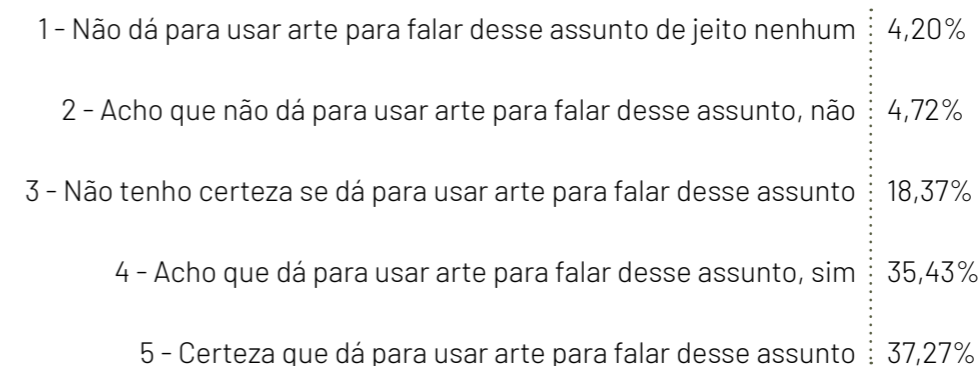 1 - Não dá para usar arte para falar desse assunto de jeito nenhum 4,20%
2 - Acho que não dá para usar arte para falar desse assunto, não 4,72%
3 - Não tenho certeza se dá para usar arte para falar desse assunto 18,37%
4 - Acho que dá para usar arte para falar desse assunto, sim 35,43%
5 - Certeza que dá para usar arte para falar desse assunto 37,27%